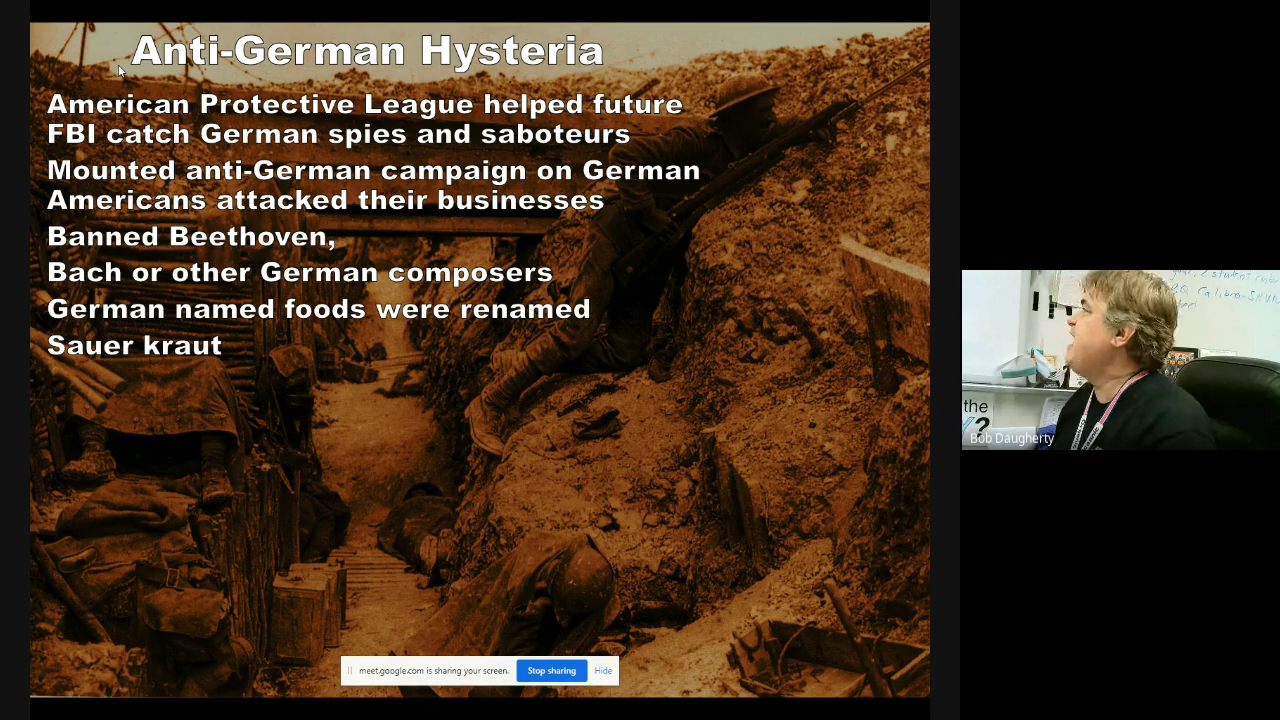 Anti-German Hysteria
American Protective League helped future
FBI catch German spies and saboteurs
Mounted anti-German campaign on German
Americans attacked their businesses
Banned Beethoven,
Bach or other German composers
German named foods were renamed
Sauer kraut
meet.google.com is sharing your screen.
Stop sharing
Hide
the
?
Bob Daugherty